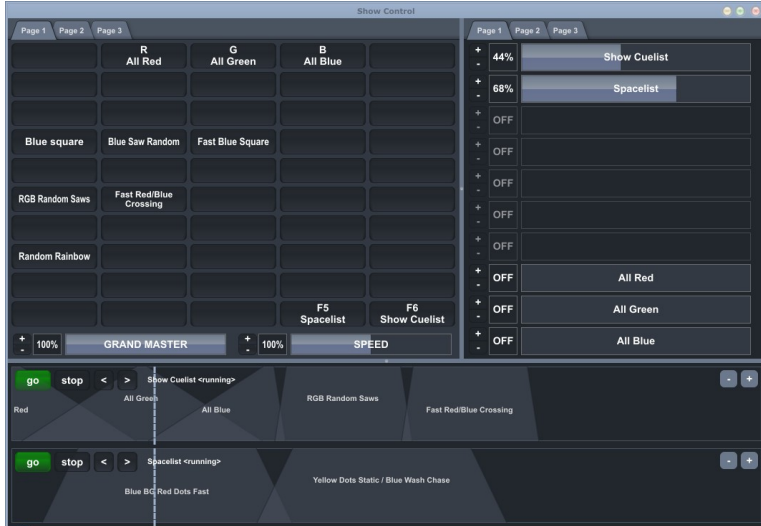 Show Control
Page 1 Page 2 Page 3
R G B
All Red All Green All Blue
Blue square Blue Saw Random Fast Blue Square
RGB Random Saws Fast Red/Blue
Crossing
Random Rainbow
F5 F6
Spacelist Show Cuelist
+
- 100% GRAND MASTER + - 100% SPEED
Page 1 Page 2 Page 3
+
- 44% Show Cuelist
+
- 68% Spacelist
+
- OFF
+
- OFF
+
- OFF
+
- OFF
+
- OFF
+
- OFF All Red
+
- OFF All Green
+
- OFF All Blue
go stop < > Show Cuelist <running> - +
All Green RGB Random Saws
Red All Blue Fast Red/Blue Crossing
go stop < > Spacelist <running> - +
Yellow Dots Static / Blue Wash Chase
Blue BG Red Dots Fast